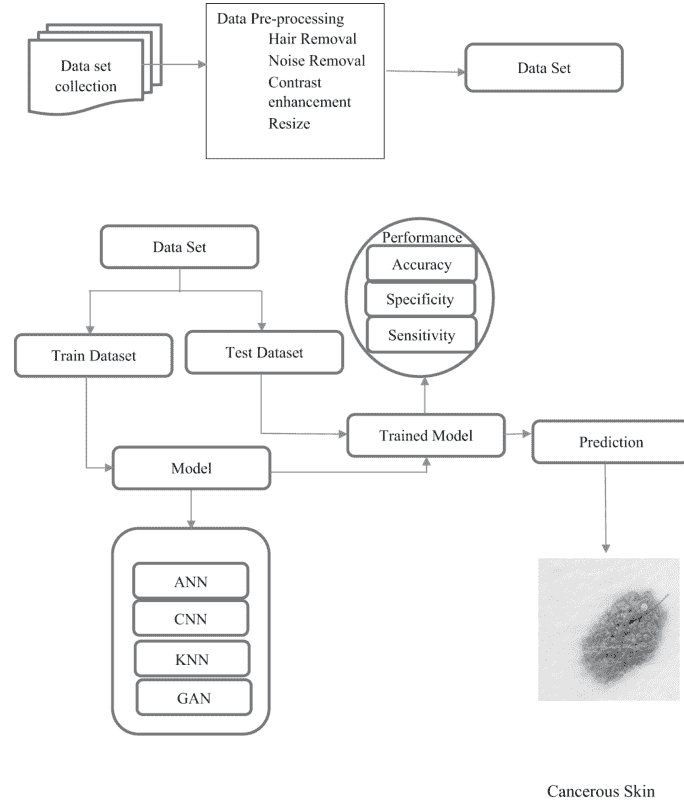 Data set
collection
Data Pre-processing
Hair Removal
Noise Removal
Contrast
enhancement
Resize
Data Set
Data Set
Train Dataset
Test Dataset
Performance
Accuracy
Specificity
Sensitivity
Trained Model
Prediction
Model
ANN
CNN
KNN
GAN
Cancerous Skin